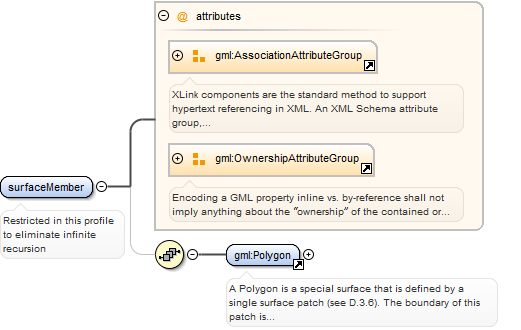 @ attributes
gml:AssociationAttributeGroup
XLink components are the standard method to support
hypertext referencing in XML. An XML Schema attribute
group,...
gml:OwnershipAttributeGroup
Encoding a GML property inline vs. by-reference shall not
imply anything about the "ownership" of the contained or...
surfaceMember
Restricted in this profile
to eliminate infinite
recursion
gml:Polygon
A Polygon is a special surface that is defined by a
single surface patch (see D.3.6). The boundary of this
patch is...